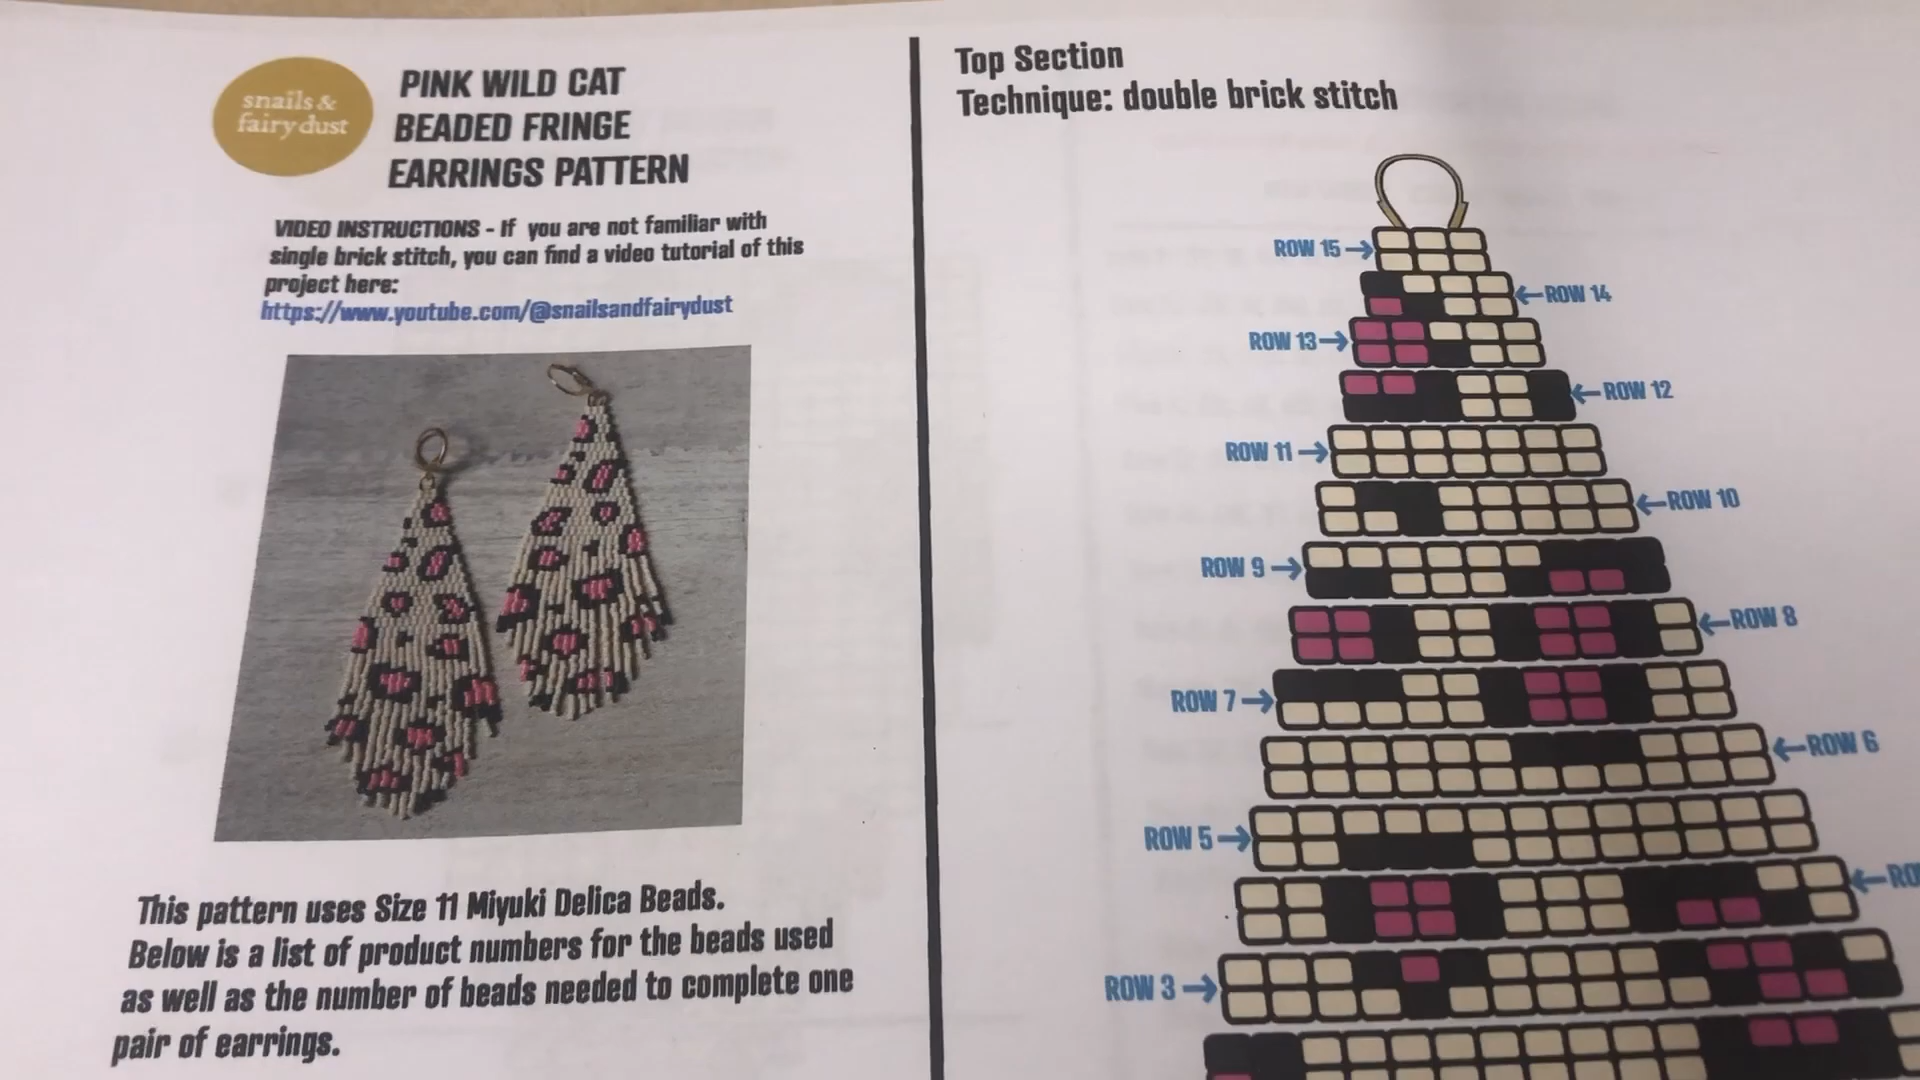 snails &
fairy dust
PINK WILD CAT
BEADED FRINGE
EARRINGS PATTERN
VIDEO INSTRUCTIONS - If you are not familiar with
single brick stitch, you can find a video tutorial of this
project here:
https://www.youtube.com/@snailsandfairydust
This pattern uses Size 11 Miyuki Delica Beads.
Below is a list of product numbers for the beads used
as well as the number of beads needed to complete one
pair of earrings.
Top Section
Technique: double brick stitch
ROW 15
ROW 14
ROW 13
ROW 12
ROW 11
ROW 10
ROW 9
ROW 8
ROW 7
ROW 6
ROW 5
ROW 3